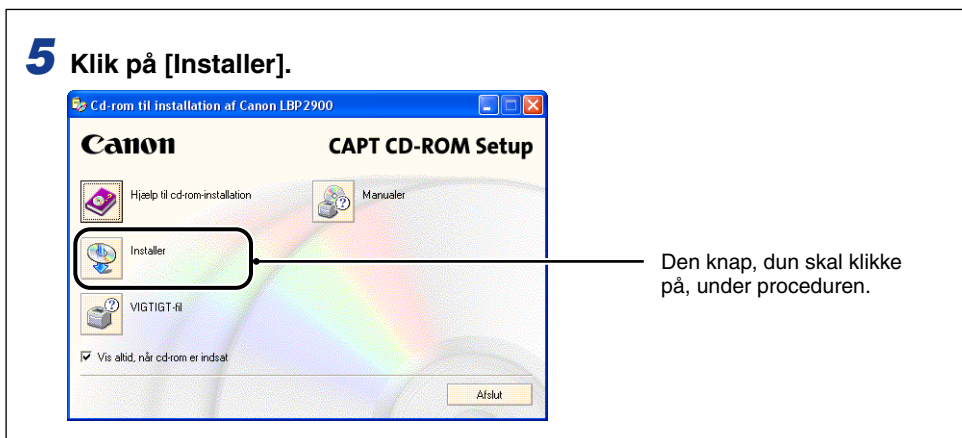 5 Klik på [Installer].
Cd-rom til installation af Canon LBP2900
Canon
CAPT CD-ROM Setup
Hjælp til cd-rom-installation
Manualer
Installer
VIGTIGT-fil
Vis altid, når cd-rom er indsat
Afslut
Den knap, dun skal klikke
på, under proceduren.